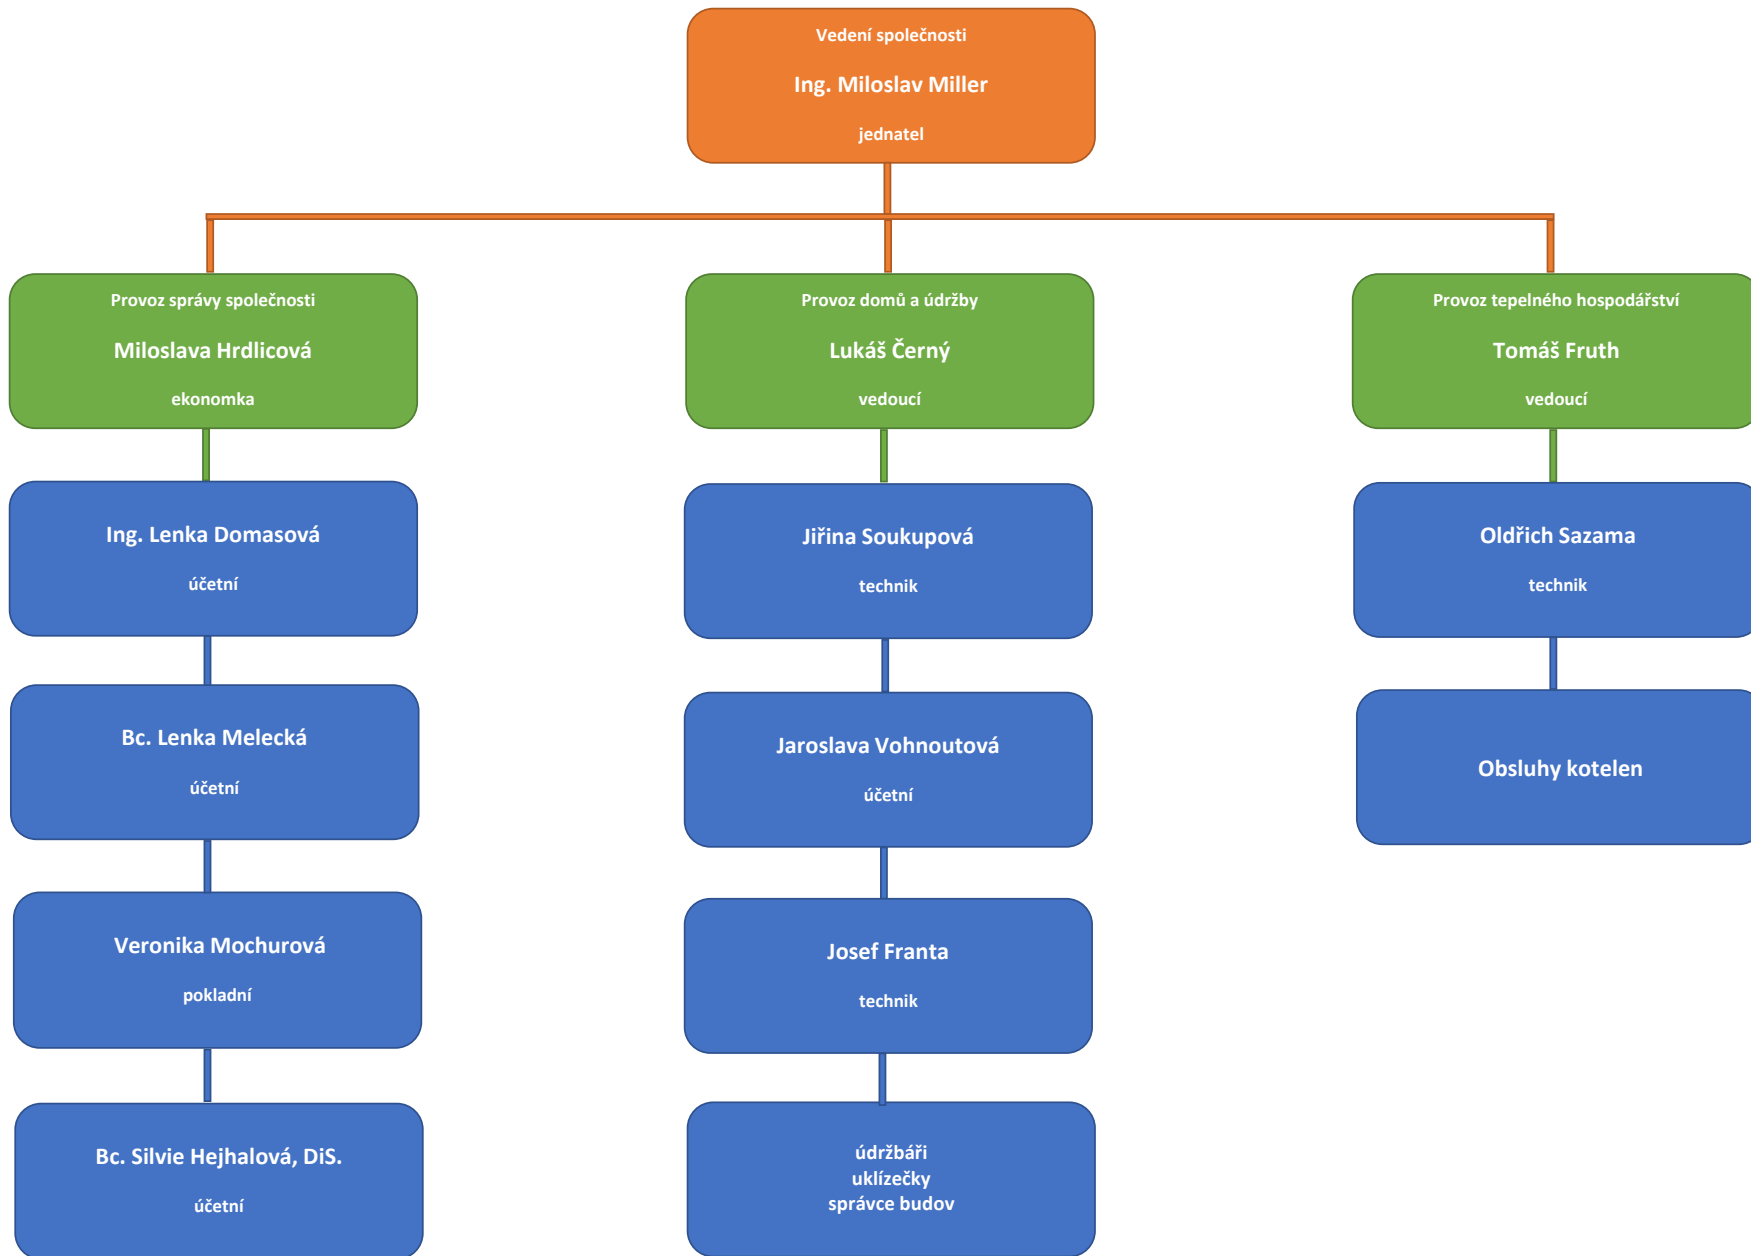 Vedení společnosti
Ing. Miloslav Miller
jednatel
Provoz správy společnosti
Miloslava Hrdlicová
ekonomka
Provoz domů a údržby
Lukáš Černý
vedoucí
Provoz tepelného hospodářství
Tomáš Fruth
vedoucí
Ing. Lenka Domasová
účetní
Jiřina Soukupová
technik
Oldřich Sazama
technik
Bc. Lenka Melecká
účetní
Jaroslava Vohnoutová
účetní
Obsluhy kotelen
Veronika Mochurová
pokladní
Josef Franta
technik
Bc. Silvie Hejhalová, DiS.
účetní
údržbáři
uklízečky
správce budov